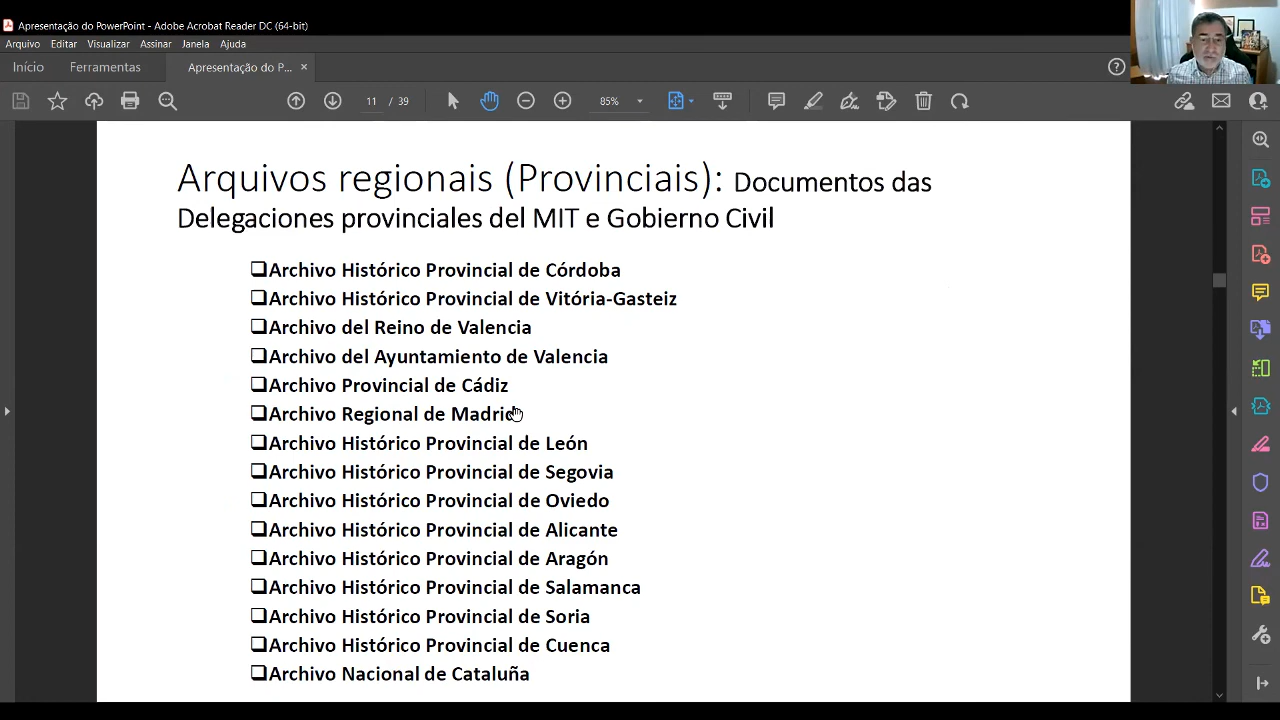 Apresentação do PowerPoint - Adobe Acrobat Reader DC (64-bit)
Arquivo Editar Visualizar Assinar Janela Ajuda
Início Ferramentas Apresentação do P... ×
11 / 39 85%
Arquivos regionais (Provinciais): Documentos das
Delegaciones provinciales del MIT e Gobierno Civil
❑Archivo Histórico Provincial de Córdoba
❑Archivo Histórico Provincial de Vitória-Gasteiz
❑Archivo del Reino de Valencia
❑Archivo del Ayuntamiento de Valencia
❑Archivo Provincial de Cádiz
❑Archivo Regional de Madrid
❑Archivo Histórico Provincial de León
❑Archivo Histórico Provincial de Segovia
❑Archivo Histórico Provincial de Oviedo
❑Archivo Histórico Provincial de Alicante
❑Archivo Histórico Provincial de Aragón
❑Archivo Histórico Provincial de Salamanca
❑Archivo Histórico Provincial de Soria
❑Archivo Histórico Provincial de Cuenca
❑Archivo Nacional de Cataluña